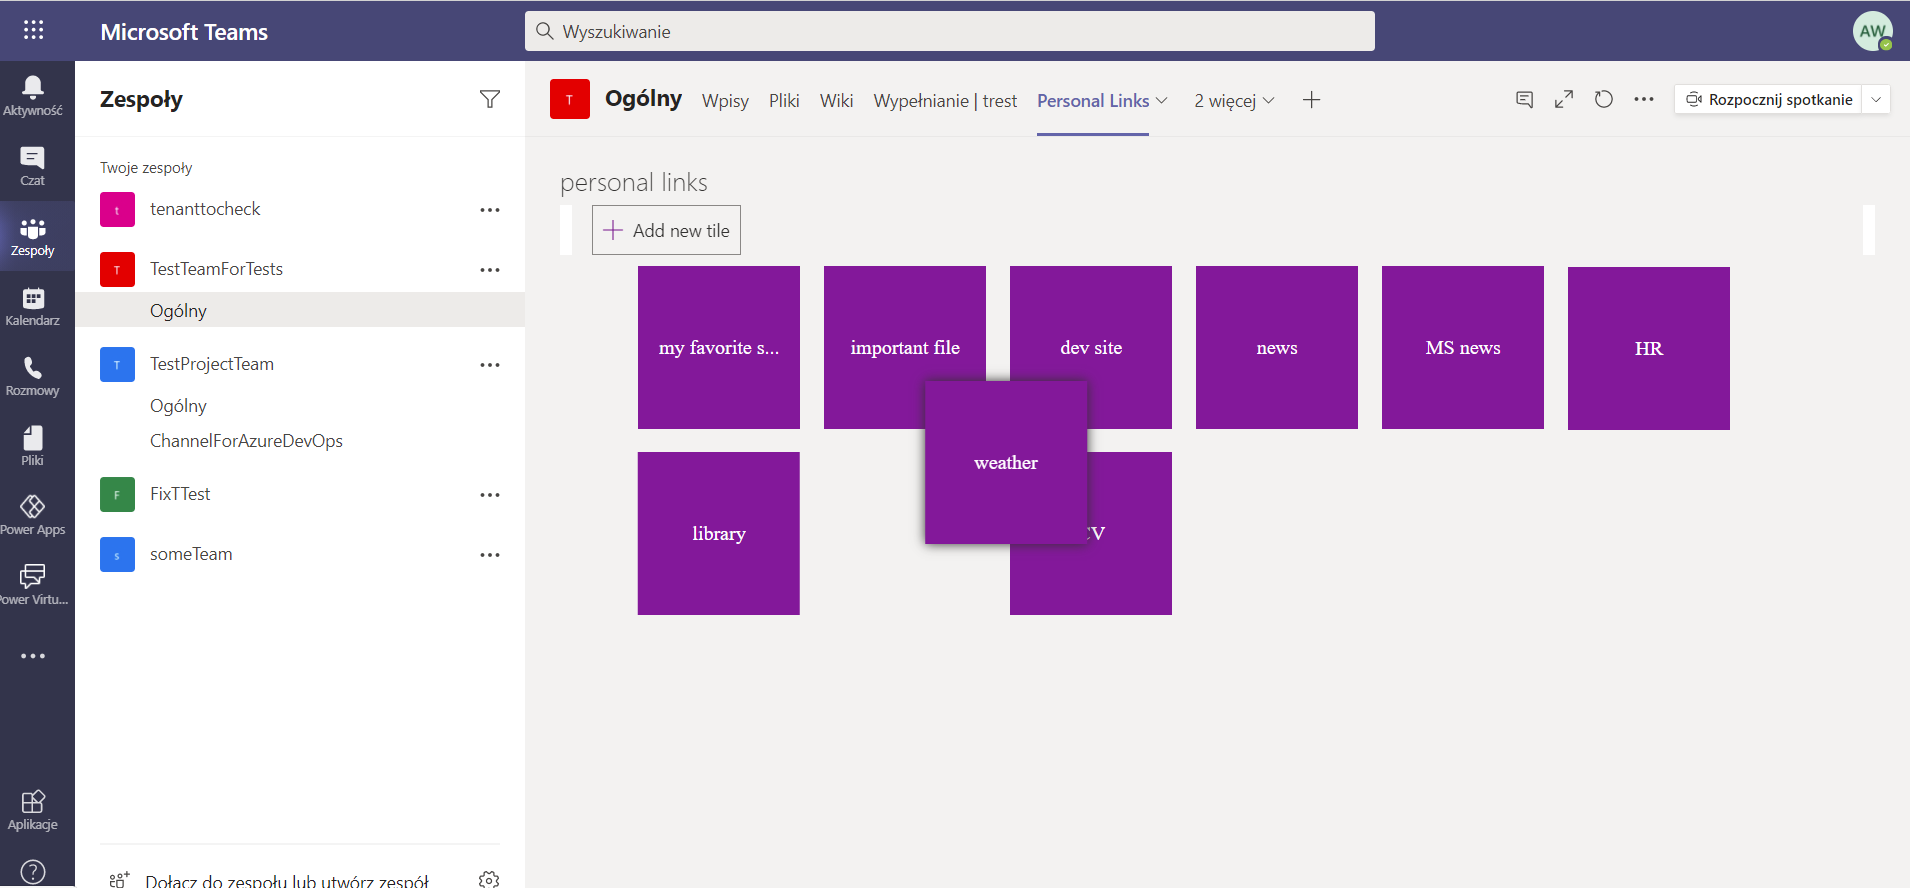 Microsoft Teams
Wyszukiwanie
AW
Aktywność
Czat
Zespoły
Kalendarz
Rozmowy
Pliki
Power Apps
Power Virtu...
Aplikacje
Zespoły
Twoje zespoły
t tenanttocheck
T TestTeamForTests
Ogólny
T TestProjectTeam
Ogólny
ChannelForAzureDevOps
F FixTTest
s someTeam
Dołącz do zespołu lub utwórz zespół
T Ogólny Wpisy Pliki Wiki Wypełnianie | trest Personal Links 2 więcej Rozpocznij spotkanie
personal links
Add new tile
my favorite s... important file dev site news MS news HR
weather
library CV